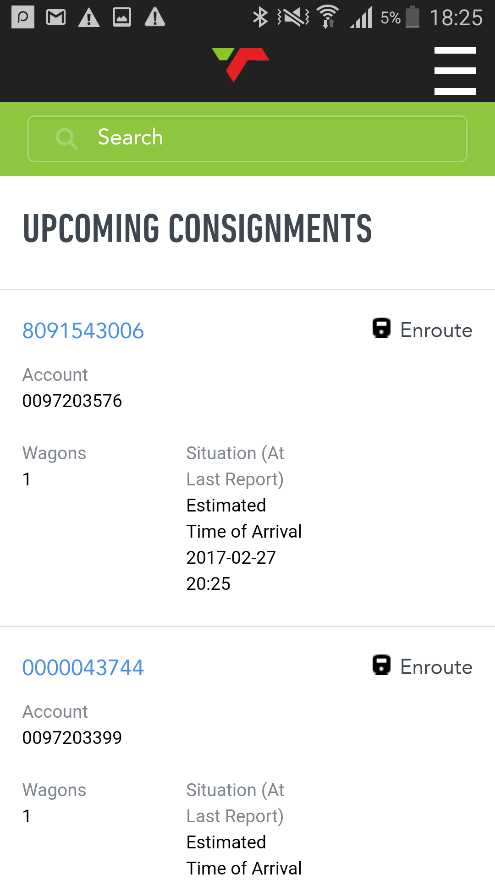 5% 18:25
Search
UPCOMING CONSIGNMENTS
8091543006 Enroute
Account
0097203576
Wagons Situation (At
1 Last Report)
Estimated
Time of Arrival
2017-02-27
20:25
0000043744 Enroute
Account
0097203399
Wagons Situation (At
1 Last Report)
Estimated
Time of Arrival